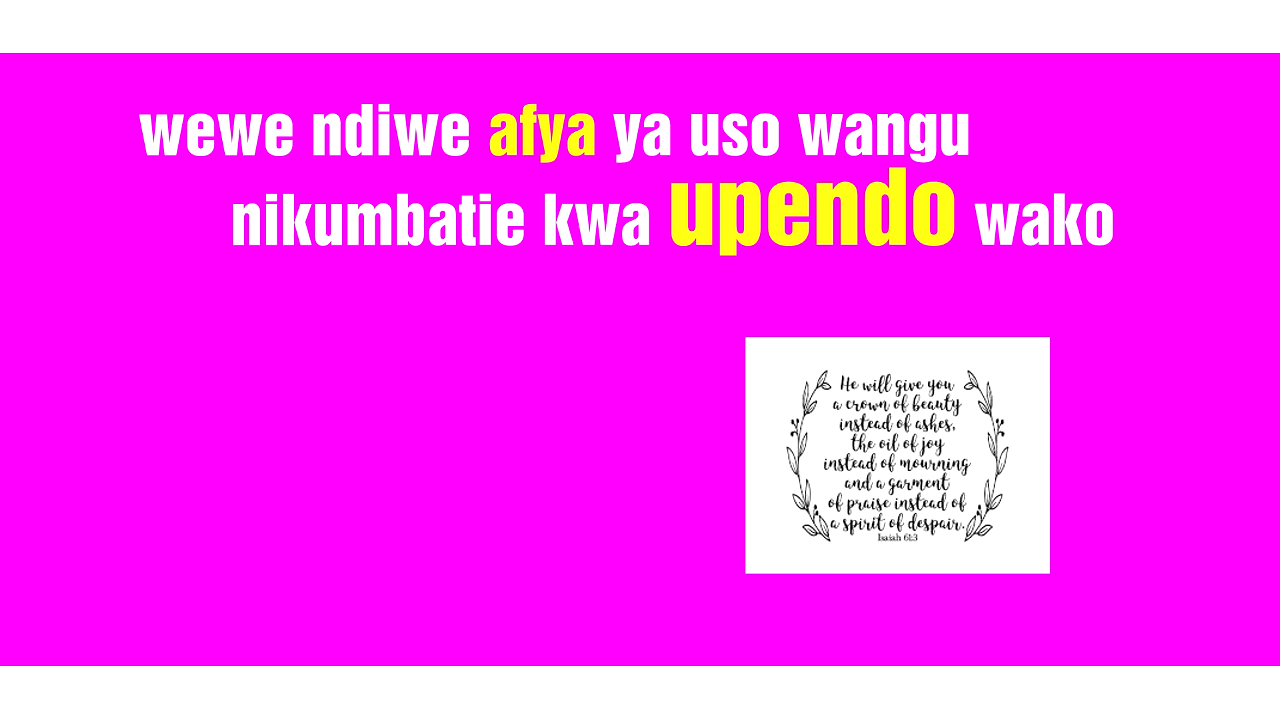 wewe ndiwe afya ya uso wangu
nikumbatie kwa upendo wako
He will give you
a crown of beauty
instead of ashes,
the oil of joy
instead of mourning
and a garment
of praise instead of
a spirit of despair.
Isaiah 61:3